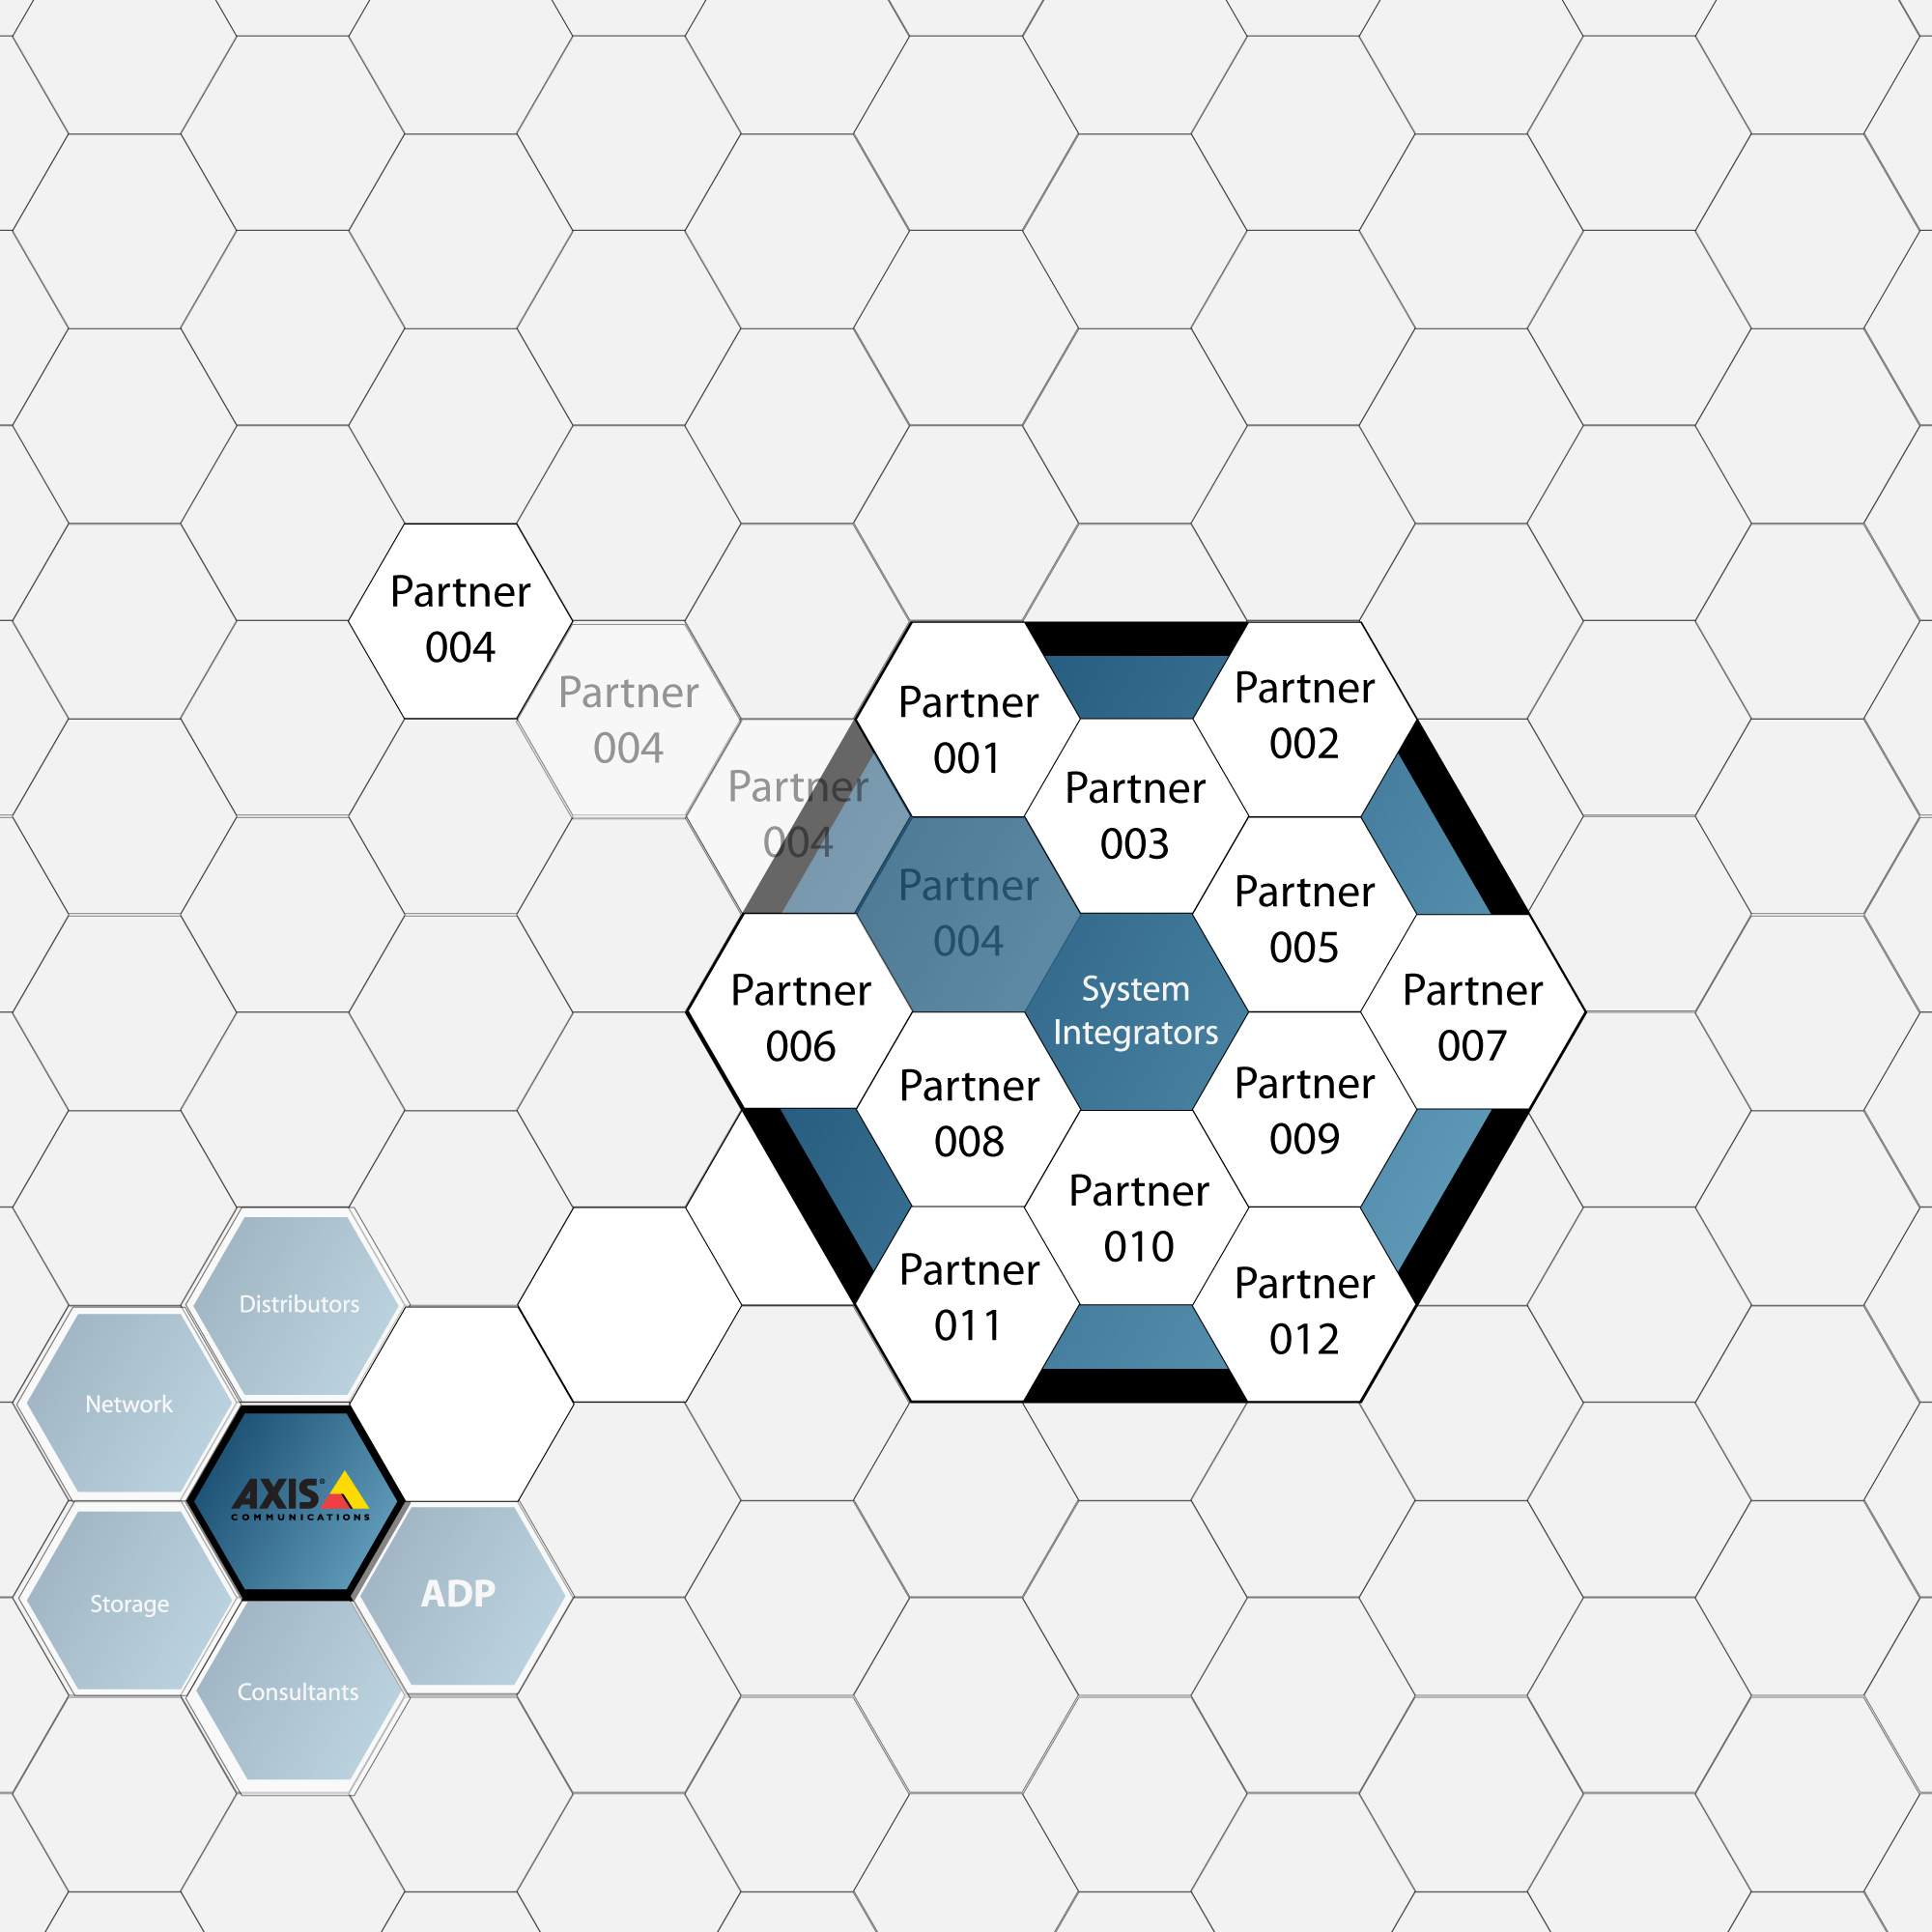 Partner
004
Partner
004
Partner
004
Partner
004
Partner
001
Partner
002
Partner
003
Partner
005
Partner
006
System
Integrators
Partner
007
Partner
008
Partner
009
Partner
010
Partner
011
Partner
012
Distributors
Network
AXIS
COMMUNICATIONS
Storage
ADP
Consultants